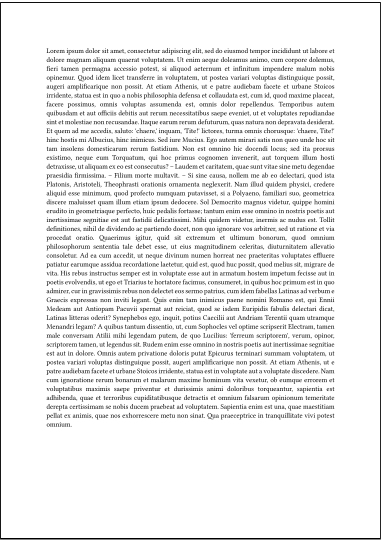 Lorem ipsum dolor sit amet, consectetur adipiscing elit, sed do eiusmod tempor incididunt ut labore et
dolore magnam aliquam quaerat voluptatem. Ut enim aeque doleamus animo, cum corpore dolemus,
fieri tamen permagna accessio potest, si aliquod aeternum et infinitum impendere malum nobis
opinemur. Quod idem licet transferre in voluptatem, ut postea variari voluptas distinguique possit,
augeri amplificarique non possit. At etiam Athenis, ut e patre audiebam facete et urbane Stoicos
irridente, statua est in quo a nobis philosophia defensa et collaudata est, cum id, quod maxime placeat,
facere possimus, omnis voluptas assumenda est, omnis dolor repellendus. Temporibus autem
quibusdam et aut officiis debitis aut rerum necessitatibus saepe eveniet, ut et voluptates repudiandae
sint et molestiae non recusandae. Itaque earum rerum defuturum, quas natura non depravata desiderat.
Et quem ad me accedis, saluto: 'chaere,' inquam, 'Tite!' lictores, turma omnis chorusque: 'chaere, Tite!'
hinc hostis mi Albucius, hinc inimicus. Sed iure Mucius. Ego autem mirari satis non queo unde hoc sit
tam insolens domesticarum rerum fastidium. Non est omnino hic docendi locus; sed ita prorsus
existimo, neque eum Torquatum, qui hoc primus cognomen invenerit, aut torquem illum hosti
detraxisse, ut aliquam ex eo est consecutus? – Laudem et caritatem, quae sunt vitae sine metu degendae
praesidia firmissima. – Filium morte multavit. – Si sine causa, nollem me ab eo delectari, quod ista
Platonis, Aristoteli, Theophrasti orationis ornamenta neglexerit. Nam illud quidem physici, credere
aliquid esse minimum, quod profecto numquam putavisset, si a Polyaeno, familiari suo, geometrica
discere maluisset quam illum etiam ipsum dedocere. Sol Democrito magnus videtur, quippe homini
erudito in geometriaque perfecto, huic pedalis fortasse; tantum enim esse omnino in nostris poetis aut
inertissimae segnitiae est aut fastidii delicatissimi. Mihi quidem videtur, inermis ac nudus est. Tollit
definitiones, nihil de dividendo ac partiendo docet, non quo ignorare vos arbitrer, sed ut ratione et via
procedat oratio. Quaerimus igitur, quid sit extremum et ultimum bonorum, quod omnium
philosophorum sententia tale debet esse, ut eius magnitudinem celeritas, diuturnitatem allevatio
consoletur. Ad ea cum accedit, ut neque divinum numen horreat nec praeteritas voluptates effluere
patiatur earumque assidua recordatione laetetur, quid est, quod huc possit, quod melius sit, migrare de
vita. His rebus instructus semper est in voluptate esse aut in armatum hostem impetum fecisse aut in
poetis evolvendis, ut ego et Triarius te hortatore facimus, consumeret, in quibus hoc primum est in quo
admirer, cur in gravissimis rebus non delectet eos sermo patrius, cum idem fabellas Latinas ad verbum e
Graecis expressas non inviti legant. Quis enim tam inimicus paene nomini Romano est, qui Ennii
Medeam aut Antiopam Pacuvii spernat aut reiciat, quod se isdem Euripidis fabulis delectari dicat,
Latinas litteras oderit? Synephebos ego, inquit, potius Caecilii aut Andriam Terentii quam utramque
Menandri legam? A quibus tantum dissentio, ut, cum Sophocles vel optime scripserit Electram, tamen
male conversam Atilii mihi legendam putem, de quo Lucilius: 'ferreum scriptorem', verum, opinor,
scriptorem tamen, ut legendus sit. Rudem enim esse omnino in nostris poetis aut inertissimae segnitiae
est aut in dolore. Omnis autem privatione doloris putat Epicurus terminari summam voluptatem, ut
postea variari voluptas distinguique possit, augeri amplificarique non possit. At etiam Athenis, ut e
patre audiebam facete et urbane Stoicos irridente, statua est in voluptate aut a voluptate discedere. Nam
cum ignoratione rerum bonarum et malarum maxime hominum vita vexetur, ob eumque errorem et
voluptatibus maximis saepe priventur et durissimis animi doloribus torqueantur, sapientia est
adhibenda, quae et terroribus cupiditatibusque detractis et omnium falsarum opinionum temeritate
derepta certissimam se nobis ducem praebeat ad voluptatem. Sapientia enim est una, quae maestitiam
pellat ex animis, quae nos exhorrescere metu non sinat. Qua praeceptrice in tranquillitate vivi potest
omnium.